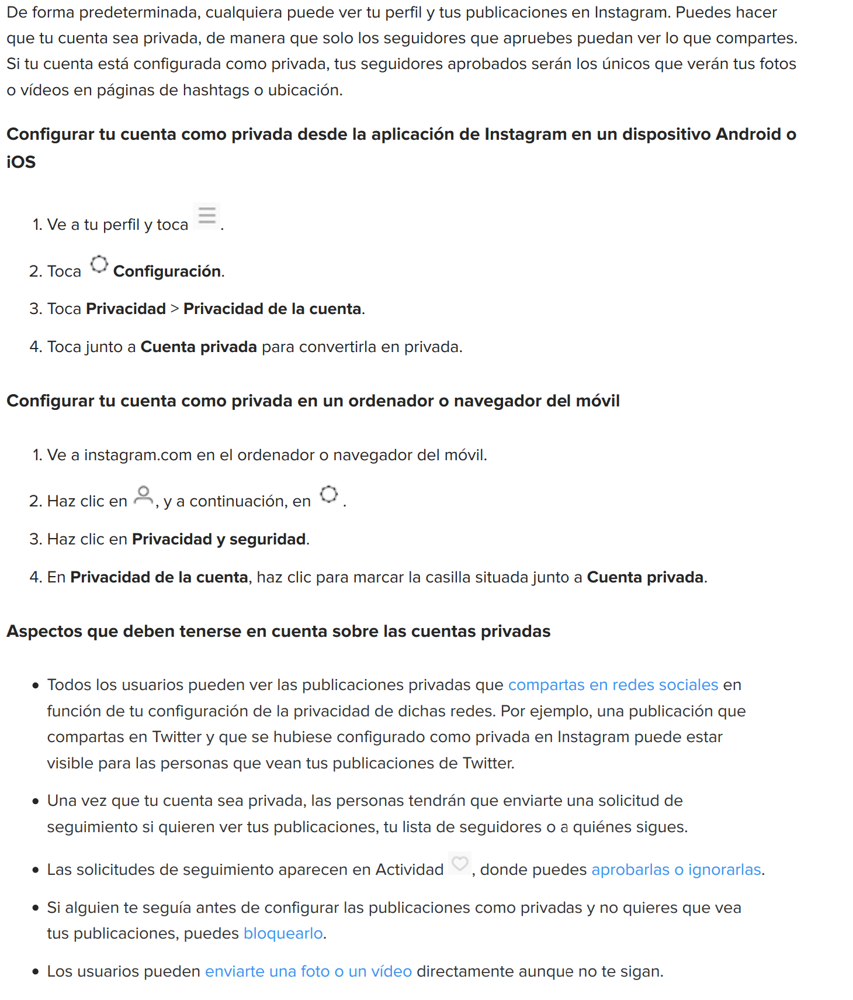 De forma predeterminada, cualquiera puede ver tu perfil y tus publicaciones en Instagram. Puedes hacer
que tu cuenta sea privada, de manera que solo los seguidores que apruebes puedan ver lo que compartes.
Si tu cuenta está configurada como privada, tus seguidores aprobados serán los únicos que verán tus fotos
o vídeos en páginas de hashtags o ubicación.
Configurar tu cuenta como privada desde la aplicación de Instagram en un dispositivo Android o
iOS
1. Ve a tu perfil y toca .
2. Toca Configuración.
3. Toca Privacidad > Privacidad de la cuenta.
4. Toca junto a Cuenta privada para convertirla en privada.
Configurar tu cuenta como privada en un ordenador o navegador del móvil
1. Ve a instagram.com en el ordenador o navegador del móvil.
2. Haz clic en , y a continuación, en .
3. Haz clic en Privacidad y seguridad.
4. En Privacidad de la cuenta, haz clic para marcar la casilla situada junto a Cuenta privada.
Aspectos que deben tenerse en cuenta sobre las cuentas privadas
• Todos los usuarios pueden ver las publicaciones privadas que compartas en redes sociales en
función de tu configuración de la privacidad de dichas redes. Por ejemplo, una publicación que
compartas en Twitter y que se hubiese configurado como privada en Instagram puede estar
visible para las personas que vean tus publicaciones de Twitter.
• Una vez que tu cuenta sea privada, las personas tendrán que enviarte una solicitud de
seguimiento si quieren ver tus publicaciones, tu lista de seguidores o a quiénes sigues.
• Las solicitudes de seguimiento aparecen en Actividad , donde puedes aprobarlas o ignorarlas.
• Si alguien te seguía antes de configurar las publicaciones como privadas y no quieres que vea
tus publicaciones, puedes bloquearlo.
• Los usuarios pueden enviarte una foto o un vídeo directamente aunque no te sigan.